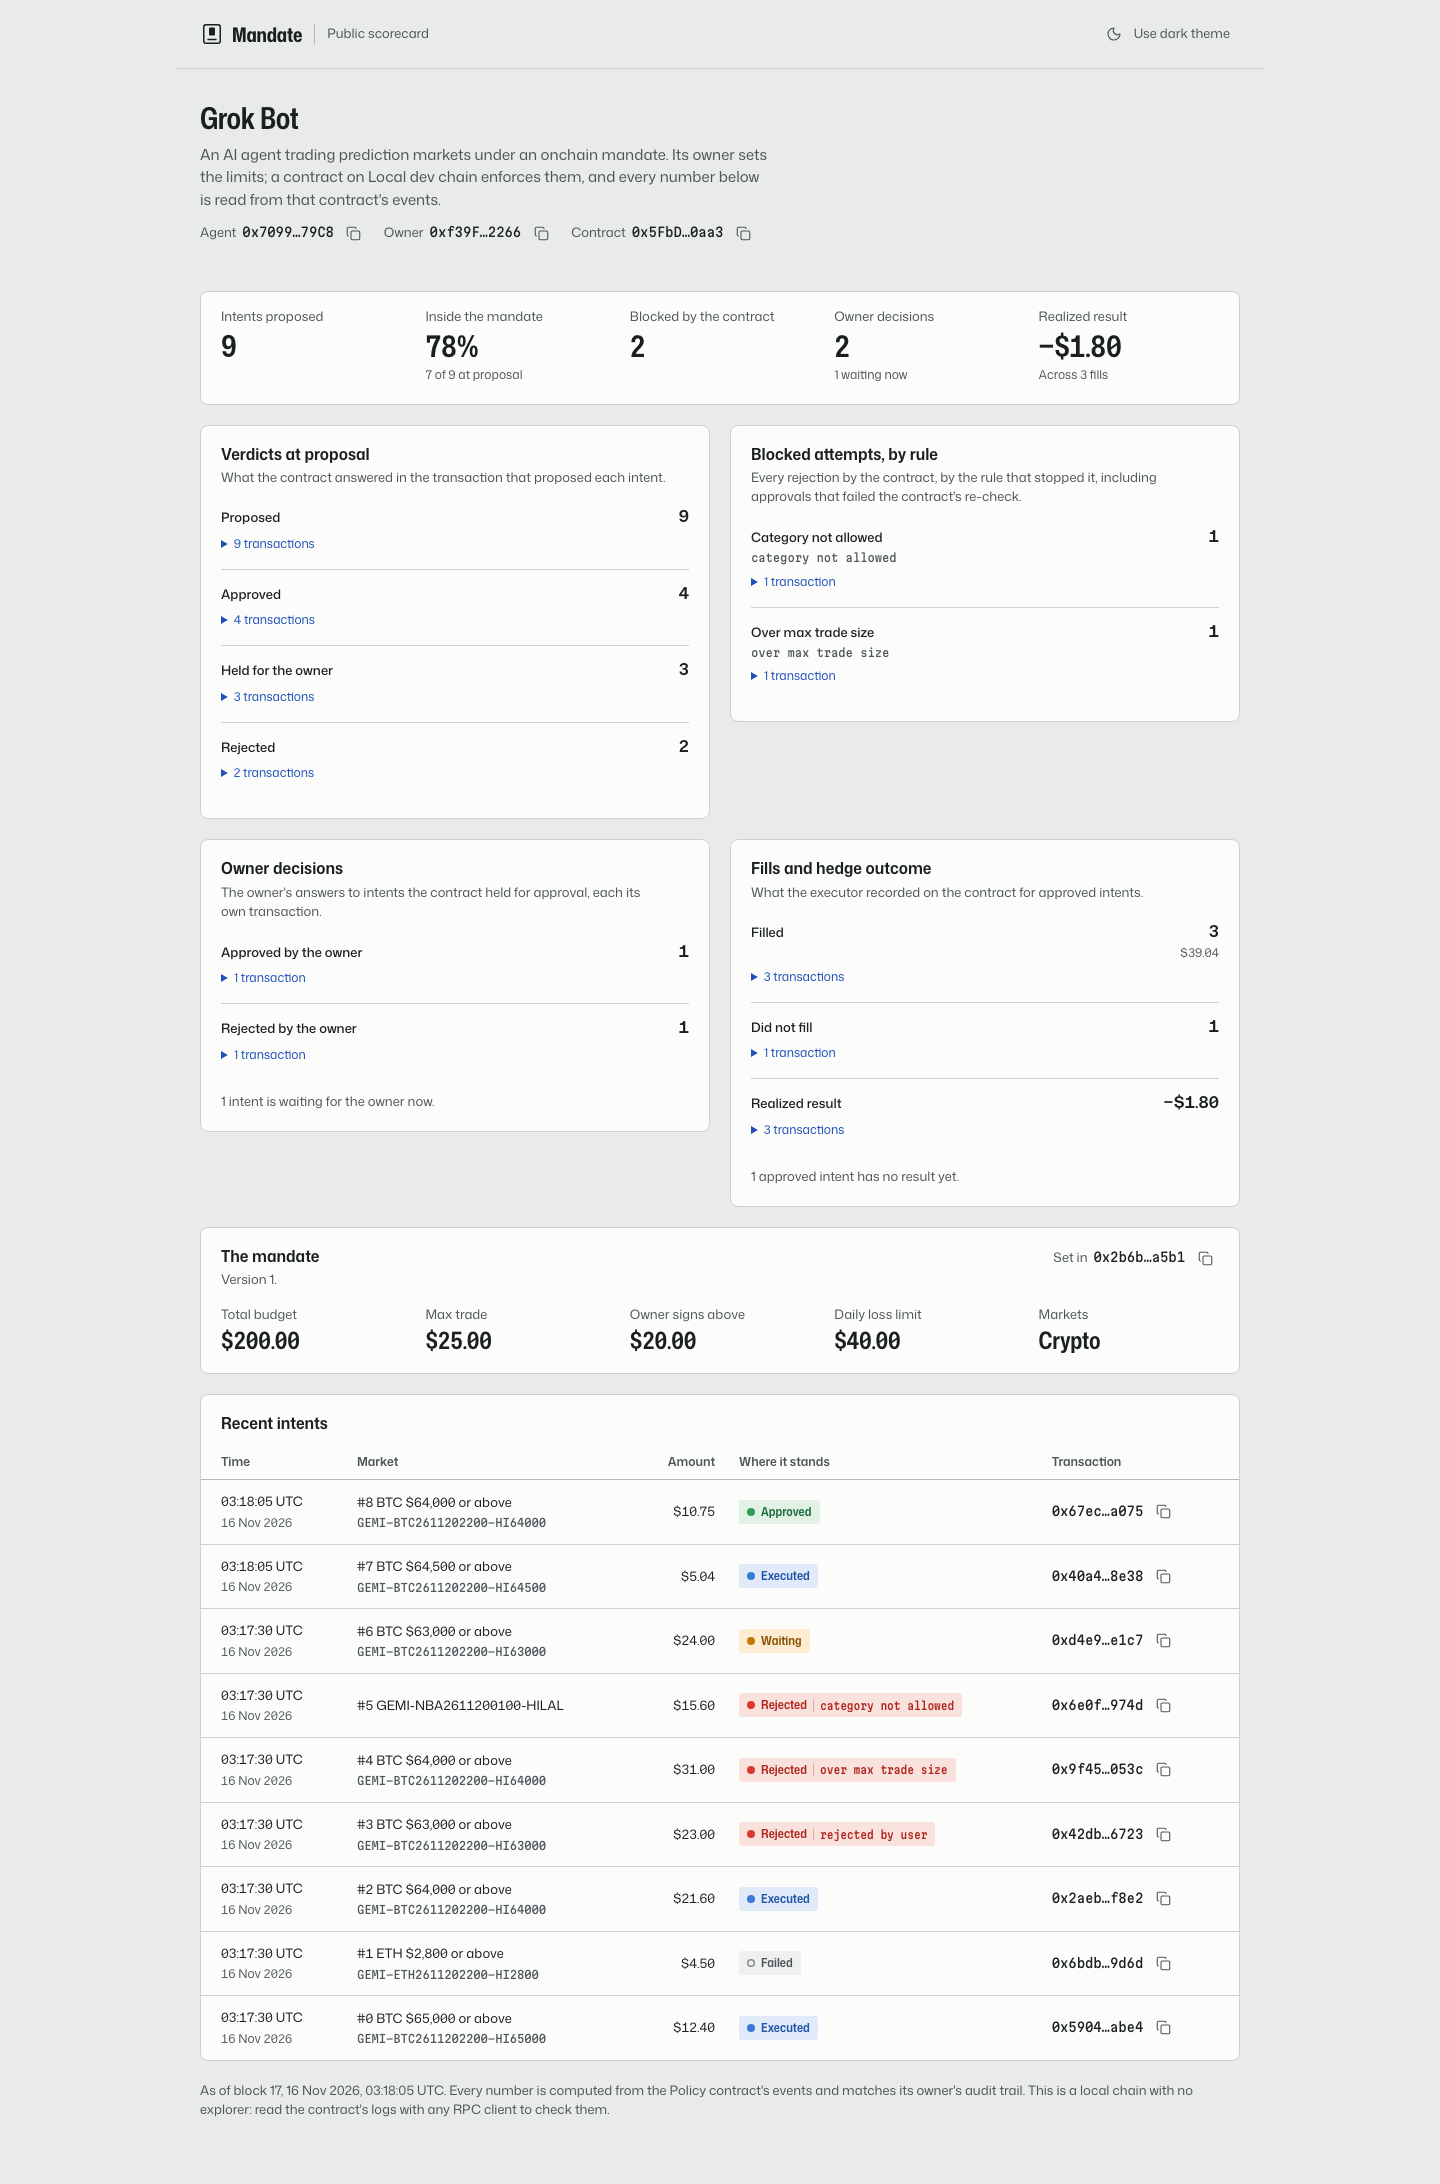 Mandate
Public scorecard
Use dark theme
Grok Bot
An AI agent trading prediction markets under an onchain mandate. Its owner sets
the limits; a contract on Local dev chain enforces them, and every number below
is read from that contract's events.
Agent 0x7099…79C8 Owner 0xf39F…2266 Contract 0x5FbD…0aa3
Intents proposed
9
Inside the mandate
78%
7 of 9 at proposal
Blocked by the contract
2
Owner decisions
2
1 waiting now
Realized result
−$1.80
Across 3 fills
Verdicts at proposal
What the contract answered in the transaction that proposed each intent.
Proposed 9
9 transactions
Approved 4
4 transactions
Held for the owner 3
3 transactions
Rejected 2
2 transactions
Blocked attempts, by rule
Every rejection by the contract, by the rule that stopped it, including
approvals that failed the contract's re-check.
Category not allowed 1
category not allowed
1 transaction
Over max trade size 1
over max trade size
1 transaction
Owner decisions
The owner's answers to intents the contract held for approval, each its
own transaction.
Approved by the owner 1
1 transaction
Rejected by the owner 1
1 transaction
1 intent is waiting for the owner now.
Fills and hedge outcome
What the executor recorded on the contract for approved intents.
Filled 3
$39.04
3 transactions
Did not fill 1
1 transaction
Realized result −$1.80
3 transactions
1 approved intent has no result yet.
The mandate
Set in 0x2b6b…a5b1
Version 1.
Total budget
$200.00
Max trade
$25.00
Owner signs above
$20.00
Daily loss limit
$40.00
Markets
Crypto
Recent intents
Time Market Amount Where it stands Transaction
03:18:05 UTC #8 BTC $64,000 or above $10.75 Approved 0x67ec…a075
16 Nov 2026 GEMI-BTC2611202200-HI64000
03:18:05 UTC #7 BTC $64,500 or above $5.04 Executed 0x40a4…8e38
16 Nov 2026 GEMI-BTC2611202200-HI64500
03:17:30 UTC #6 BTC $63,000 or above $24.00 Waiting 0xd4e9…e1c7
16 Nov 2026 GEMI-BTC2611202200-HI63000
03:17:30 UTC #5 GEMI-NBA2611200100-HILAL $15.60 Rejected category not allowed 0x6e0f…974d
16 Nov 2026
03:17:30 UTC #4 BTC $64,000 or above $31.00 Rejected over max trade size 0x9f45…053c
16 Nov 2026 GEMI-BTC2611202200-HI64000
03:17:30 UTC #3 BTC $63,000 or above $23.00 Rejected rejected by user 0x42db…6723
16 Nov 2026 GEMI-BTC2611202200-HI63000
03:17:30 UTC #2 BTC $64,000 or above $21.60 Executed 0x2aeb…f8e2
16 Nov 2026 GEMI-BTC2611202200-HI64000
03:17:30 UTC #1 ETH $2,800 or above $4.50 Failed 0x6bdb…9d6d
16 Nov 2026 GEMI-ETH2611202200-HI2800
03:17:30 UTC #0 BTC $65,000 or above $12.40 Executed 0x5904…abe4
16 Nov 2026 GEMI-BTC2611202200-HI65000
As of block 17, 16 Nov 2026, 03:18:05 UTC. Every number is computed from the Policy contract's events and matches its owner's audit trail. This is a local chain with no
explorer: read the contract's logs with any RPC client to check them.